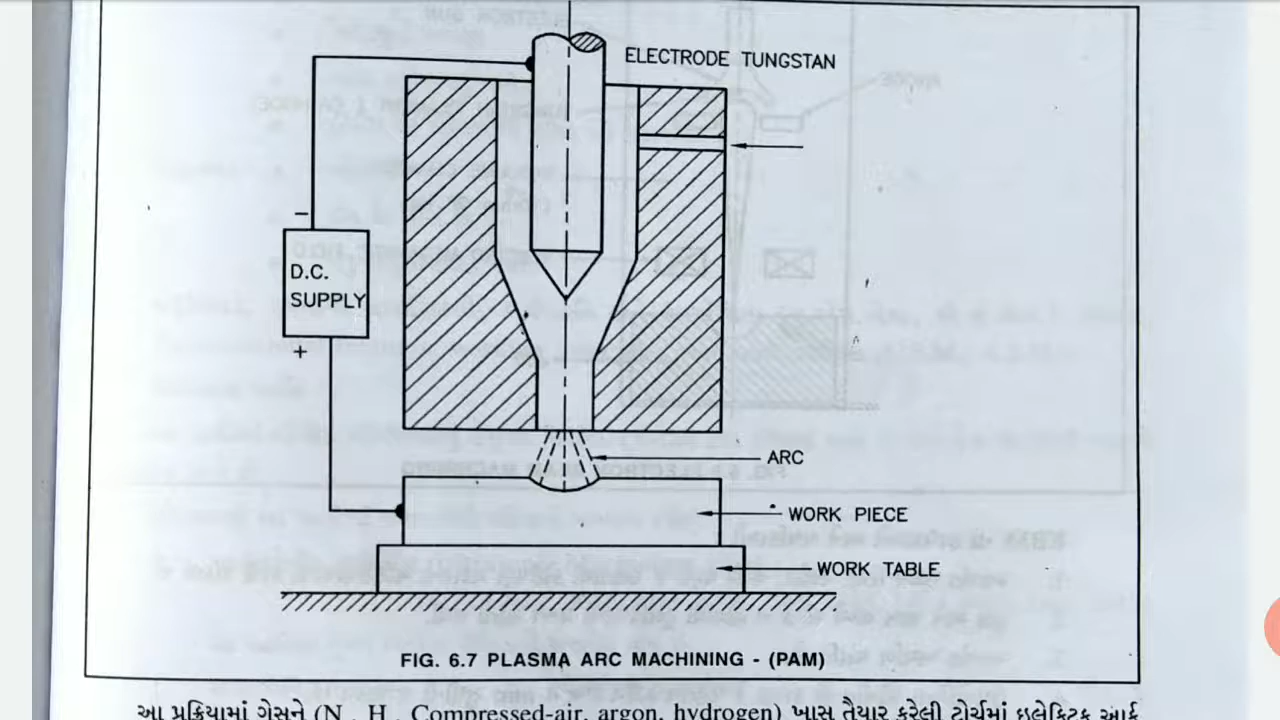 ELECTRODE TUNGSTAN
−
D.C.
SUPPLY
+
ARC
WORK PIECE
WORK TABLE
FIG. 6.7 PLASMA ARC MACHINING - (PAM)
આ પ્રક્રિયામાં ગેસને (N , H , Compressed-air, argon, hydrogen) ખાસ તૈયાર કરેલી ટોર્ચમાં ઇલેક્ટ્રિક આર્ક